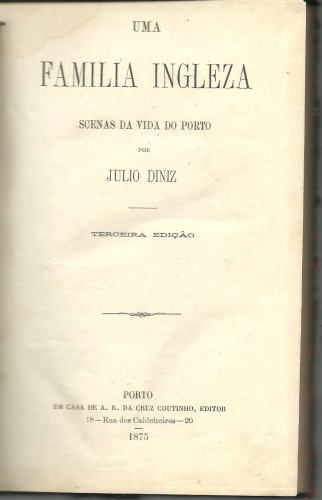 UMA
FAMILIA INGLEZA
SCENAS DA VIDA DO PORTO
POR
JULIO DINIZ
TERCEIRA EDIÇÃO
PORTO
EM CASA DE A. R. DA CRUZ COUTINHO, EDITOR
18—Rua dos Caldeireiros—20
1875